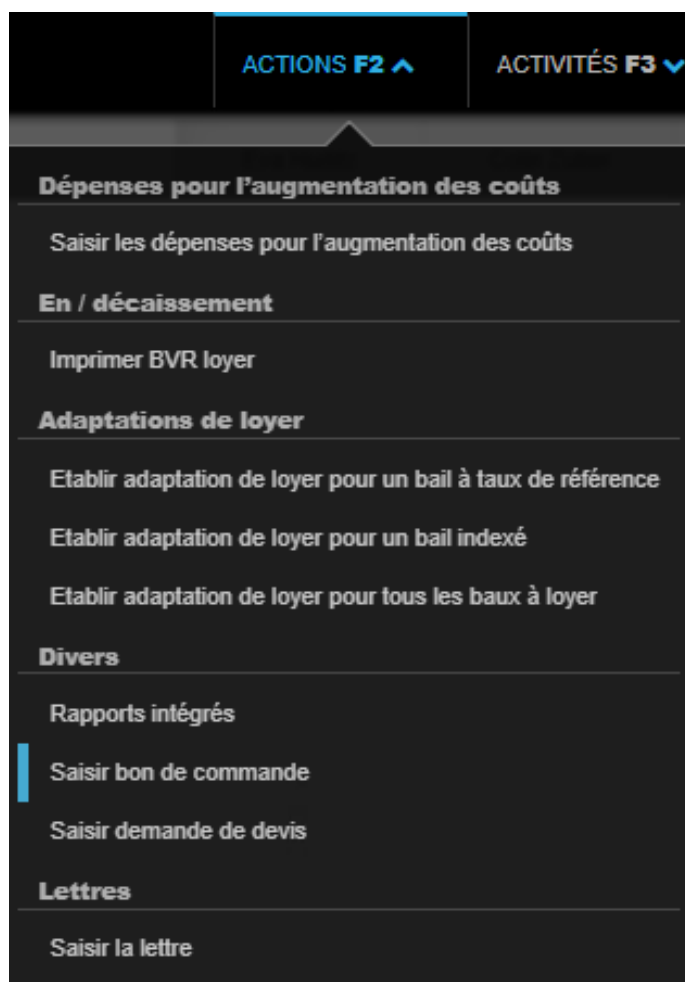 ACTIONS F2
ACTIVITÉS F3
Dépenses pour l'augmentation des coûts
Saisir les dépenses pour l'augmentation des coûts
En / décaissement
Imprimer BVR loyer
Adaptations de loyer
Etablir adaptation de loyer pour un bail à taux de référence
Etablir adaptation de loyer pour un bail indexé
Etablir adaptation de loyer pour tous les baux à loyer
Divers
Rapports intégrés
Saisir bon de commande
Saisir demande de devis
Lettres
Saisir la lettre